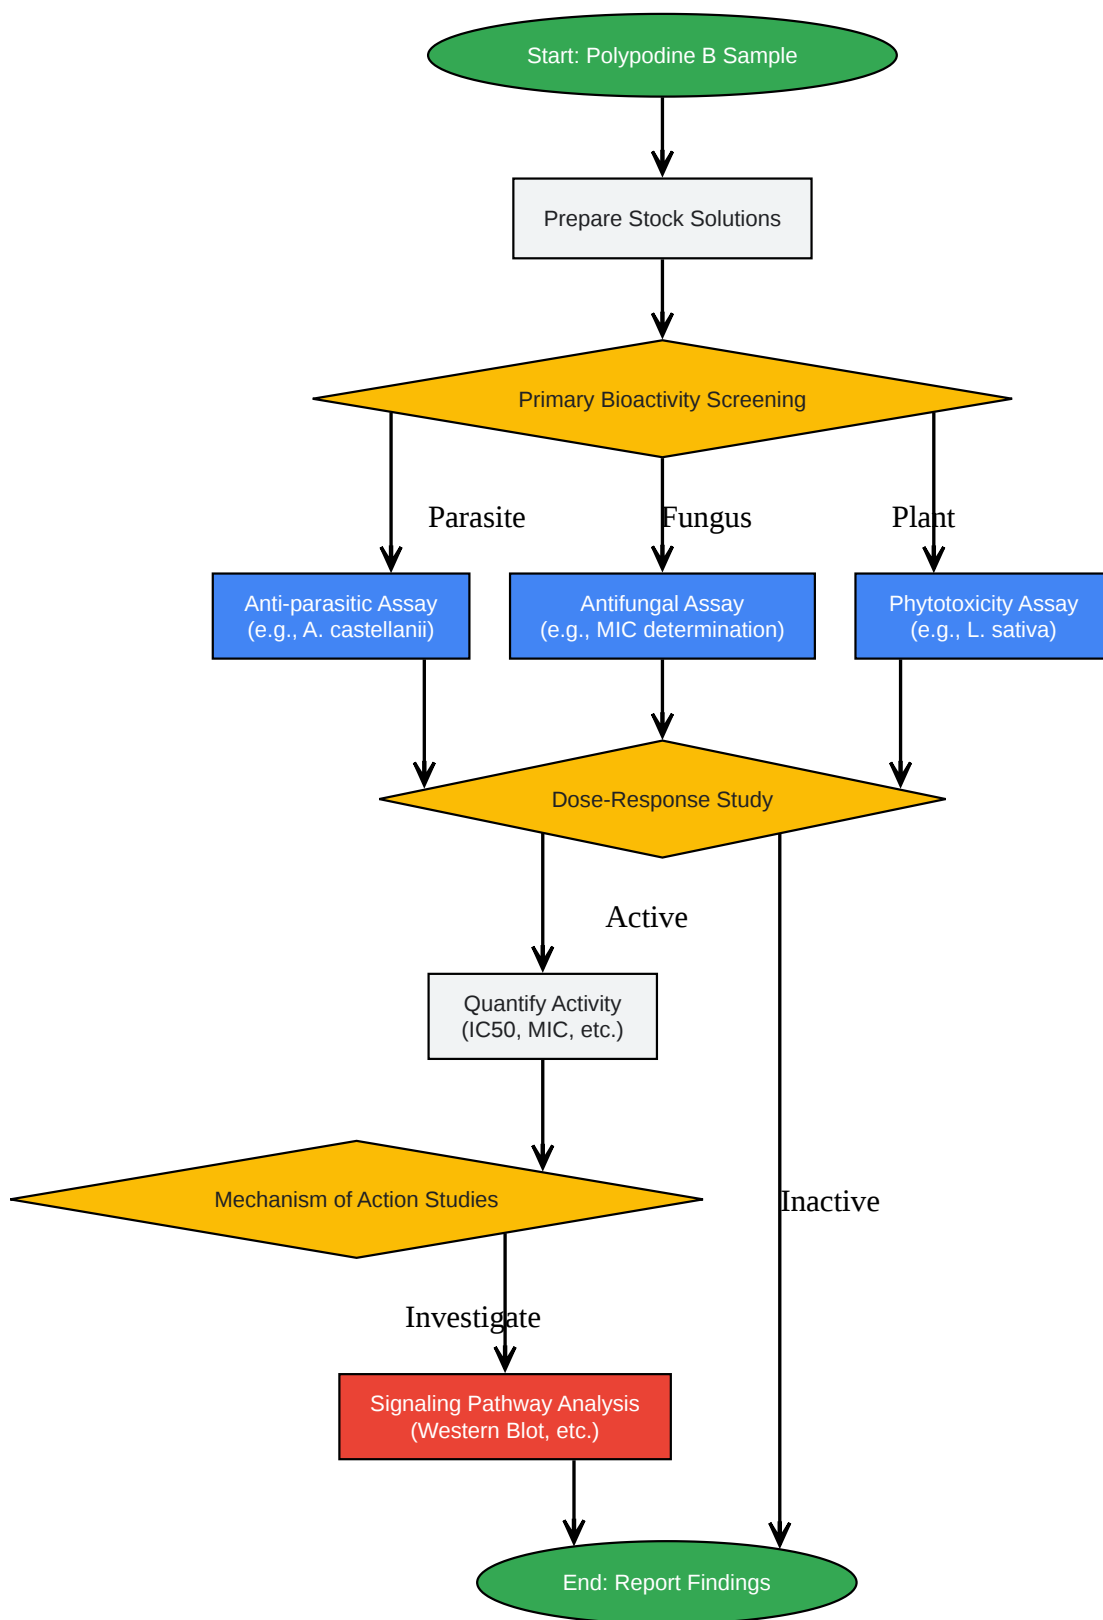 Start: Polypodine B Sample
Prepare Stock Solutions
Primary Bioactivity Screening
Parasite
Fungus
Plant
Anti-parasitic Assay
(e.g., A. castellanii)
Antifungal Assay
(e.g., MIC determination)
Phytotoxicity Assay
(e.g., L. sativa)
Dose-Response Study
Active
Quantify Activity
(IC50, MIC, etc.)
Mechanism of Action Studies
Inactive
Investigate
Signaling Pathway Analysis
(Western Blot, etc.)
End: Report Findings